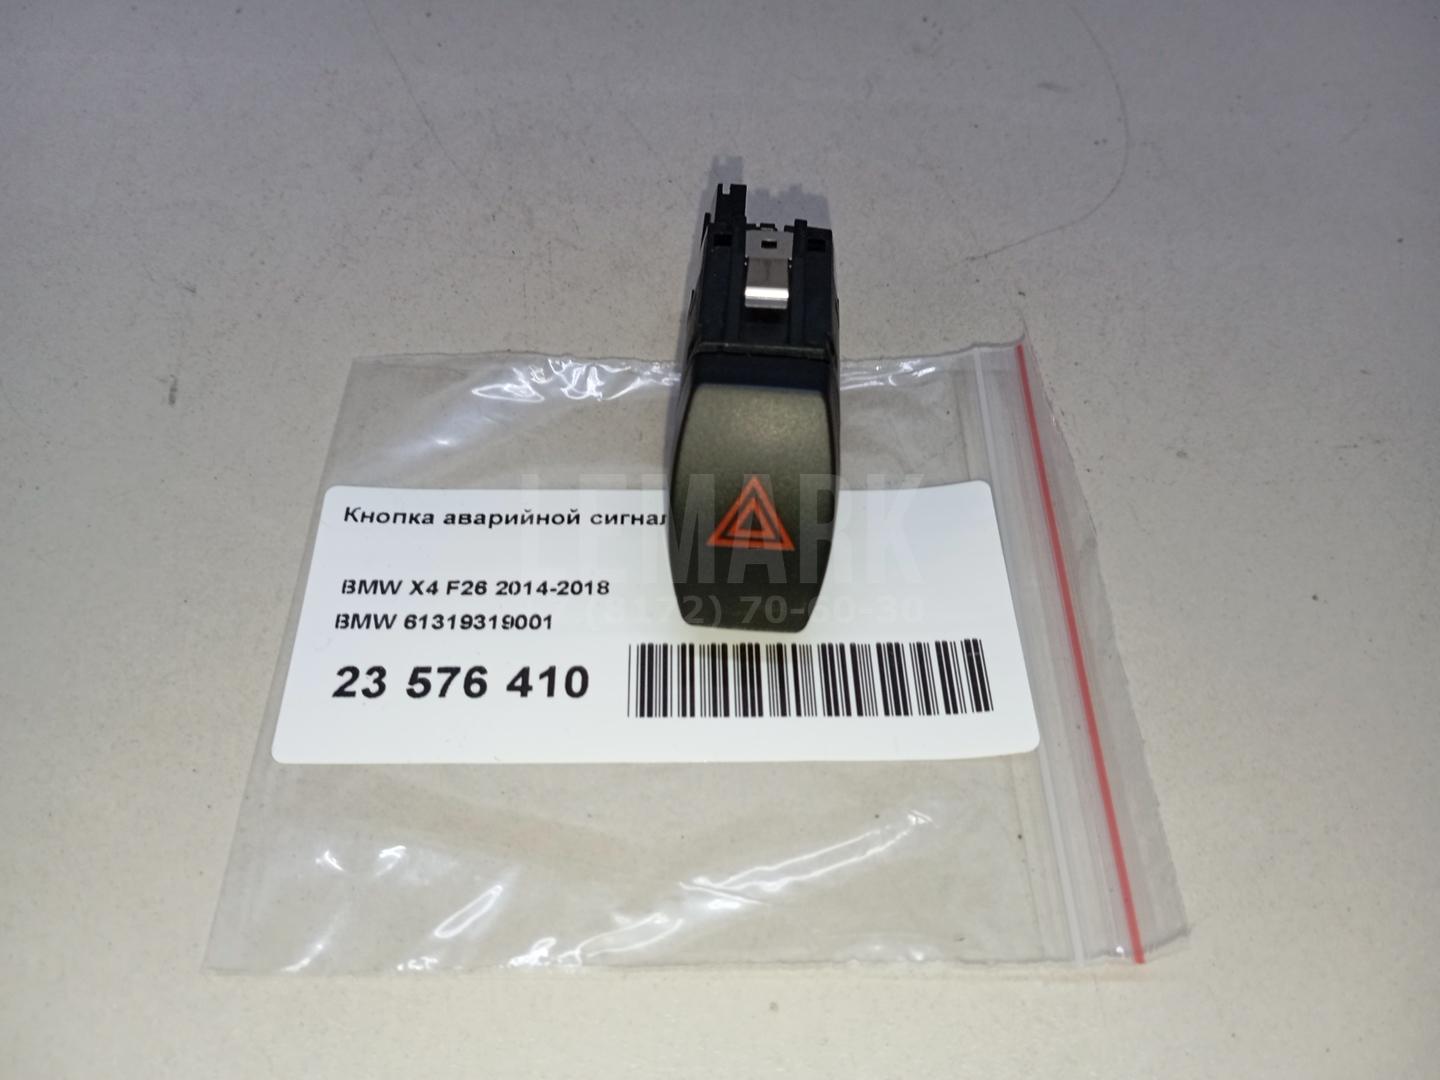 Кнопка аварийной сигнал
BMW X4 F26 2014-2018
BMW 61319319001
23 576 410
LEMARK
(8172) 70-60-30